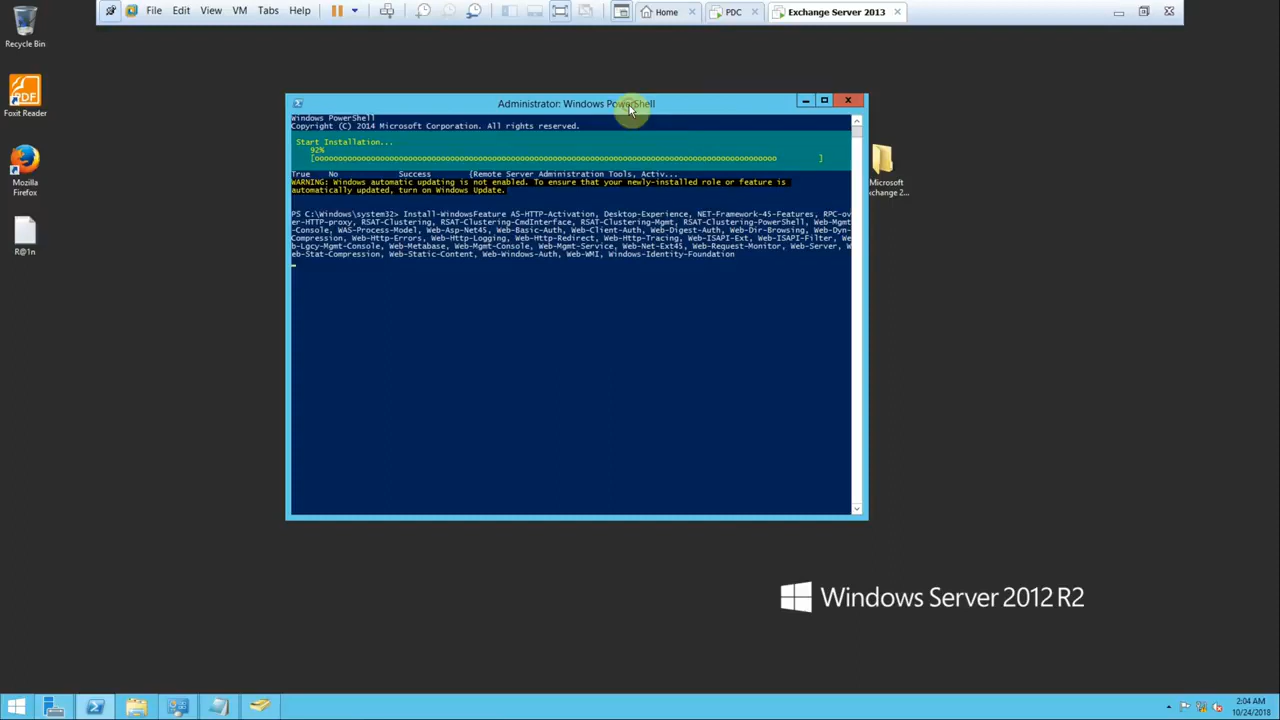 File Edit View VM Tabs Help Home PDC Exchange Server 2013
Recycle Bin
Foxit Reader
Mozilla
Firefox
R@1n
Administrator: Windows PowerShell
Windows PowerShell
Copyright (C) 2014 Microsoft Corporation. All rights reserved.
Start Installation...
92%
[oooooooooooooooooooooooooooooooooooooooooooooooooooooooooooooooooooooooooooooooooooooooooooooo ]
True No Success {Remote Server Administration Tools, Activ...
WARNING: Windows automatic updating is not enabled. To ensure that your newly-installed role or feature is
automatically updated, turn on Windows Update.
PS C:\Windows\system32> Install-WindowsFeature AS-HTTP-Activation, Desktop-Experience, NET-Framework-45-Features, RPC-ov
er-HTTP-proxy, RSAT-Clustering, RSAT-Clustering-CmdInterface, RSAT-Clustering-Mgmt, RSAT-Clustering-PowerShell, Web-Mgmt
-Console, WAS-Process-Model, Web-Asp-Net45, Web-Basic-Auth, Web-Client-Auth, Web-Digest-Auth, Web-Dir-Browsing, Web-Dyn-
Compression, Web-Http-Errors, Web-Http-Logging, Web-Http-Redirect, Web-Http-Tracing, Web-ISAPI-Ext, Web-ISAPI-Filter, We
b-Lgcy-Mgmt-Console, Web-Metabase, Web-Mgmt-Console, Web-Mgmt-Service, Web-Net-Ext45, Web-Request-Monitor, Web-Server, W
eb-Stat-Compression, Web-Static-Content, Web-Windows-Auth, Web-WMI, Windows-Identity-Foundation
Microsoft
xchange 2...
Windows Server 2012 R2
2:04 AM
10/24/2018